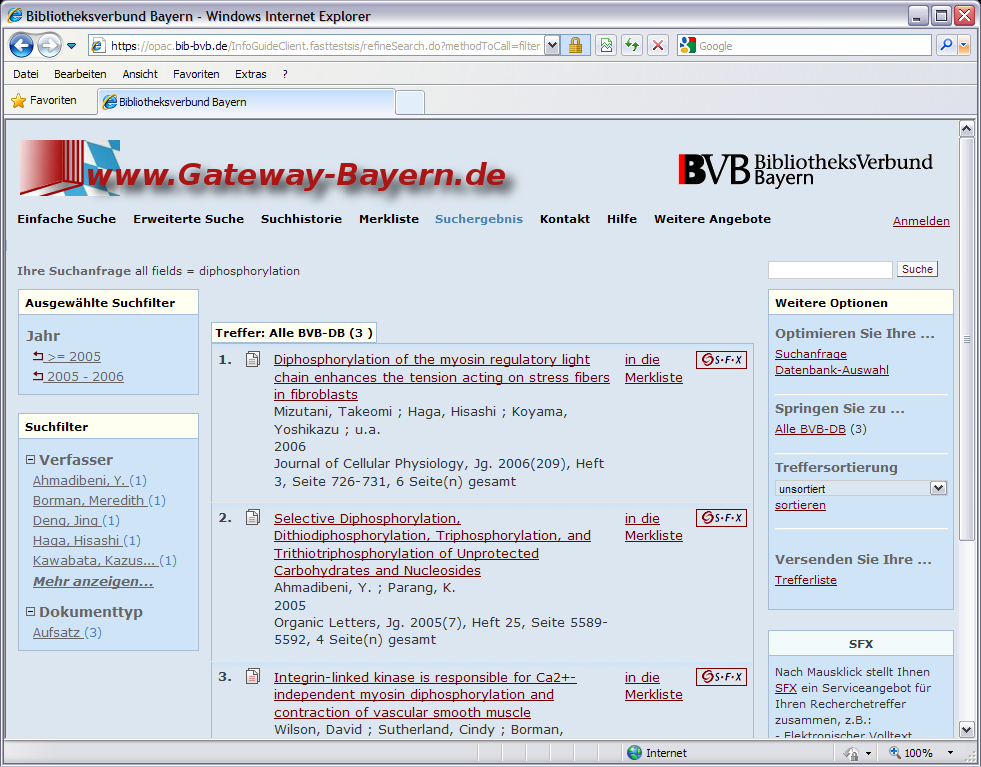 Bibliotheksverbund Bayern - Windows Internet Explorer
https://opac.bib-bvb.de/InfoGuideClient.fasttestsis/refineSearch.do?methodToCall=filter
Google
Datei Bearbeiten Ansicht Favoriten Extras ?
Favoriten
Bibliotheksverbund Bayern
www.Gateway-Bayern.de
BVB BibliotheksVerbund
Bayern
Einfache Suche Erweiterte Suche Suchhistorie Merkliste Suchergebnis Kontakt Hilfe Weitere Angebote
Anmelden
Ihre Suchanfrage all fields = diphosphorylation
Suche
Ausgewählte Suchfilter
Jahr
>= 2005
2005 - 2006
Suchfilter
Verfasser
Ahmadibeni, Y. (1)
Borman, Meredith (1)
Deng, Jing (1)
Haga, Hisashi (1)
Kawabata, Kazus... (1)
Mehr anzeigen...
Dokumenttyp
Aufsatz (3)
Treffer: Alle BVB-DB (3 )
1.
Diphosphorylation of the myosin regulatory light
chain enhances the tension acting on stress fibers
in fibroblasts
Mizutani, Takeomi ; Haga, Hisashi ; Koyama,
Yoshikazu ; u.a.
2006
Journal of Cellular Physiology, Jg. 2006(209), Heft
3, Seite 726-731, 6 Seite(n) gesamt
in die
Merkliste
S·F·X
2.
Selective Diphosphorylation,
Dithiodiphosphorylation, Triphosphorylation, and
Trithiotriphosphorylation of Unprotected
Carbohydrates and Nucleosides
Ahmadibeni, Y. ; Parang, K.
2005
Organic Letters, Jg. 2005(7), Heft 25, Seite 5589-
5592, 4 Seite(n) gesamt
in die
Merkliste
S·F·X
3.
Integrin-linked kinase is responsible for Ca2+-
independent myosin diphosphorylation and
contraction of vascular smooth muscle
Wilson, David ; Sutherland, Cindy ; Borman,
in die
Merkliste
S·F·X
Weitere Optionen
Optimieren Sie Ihre ...
Suchanfrage
Datenbank-Auswahl
Springen Sie zu ...
Alle BVB-DB (3)
Treffersortierung
unsortiert
sortieren
Versenden Sie Ihre ...
Trefferliste
SFX
Nach Mausklick stellt Ihnen
SFX ein Serviceangebot für
Ihren Recherchetreffer
zusammen, z.B.:
- Elektronischer Volltext
Internet
100%